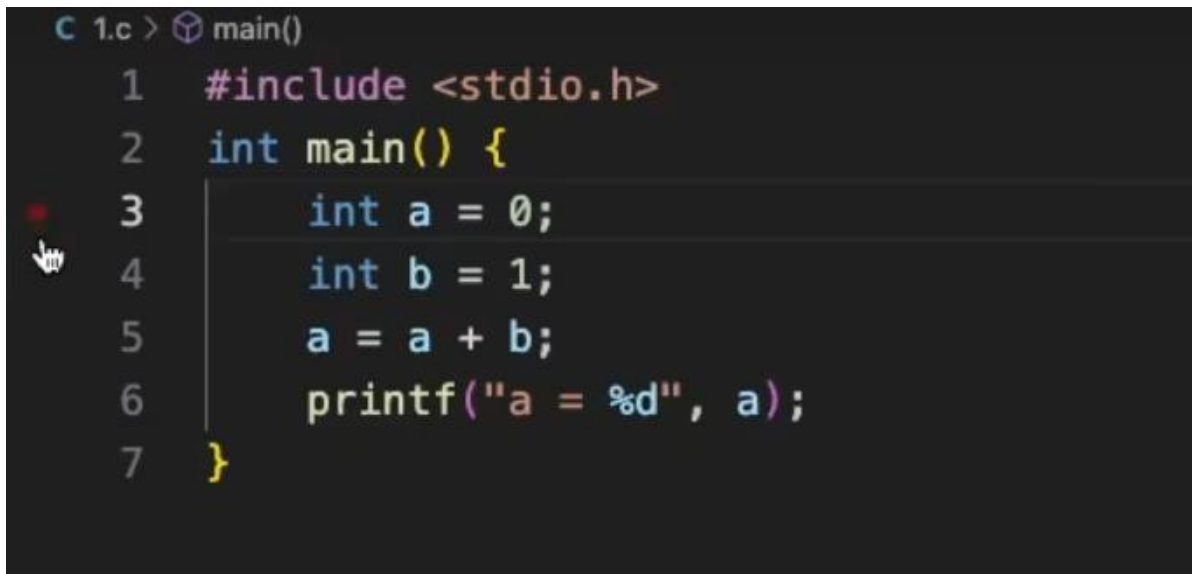 C 1.c > main()
1 #include <stdio.h>
2 int main() {
3     int a = 0;
4     int b = 1;
5     a = a + b;
6     printf("a = %d", a);
7 }